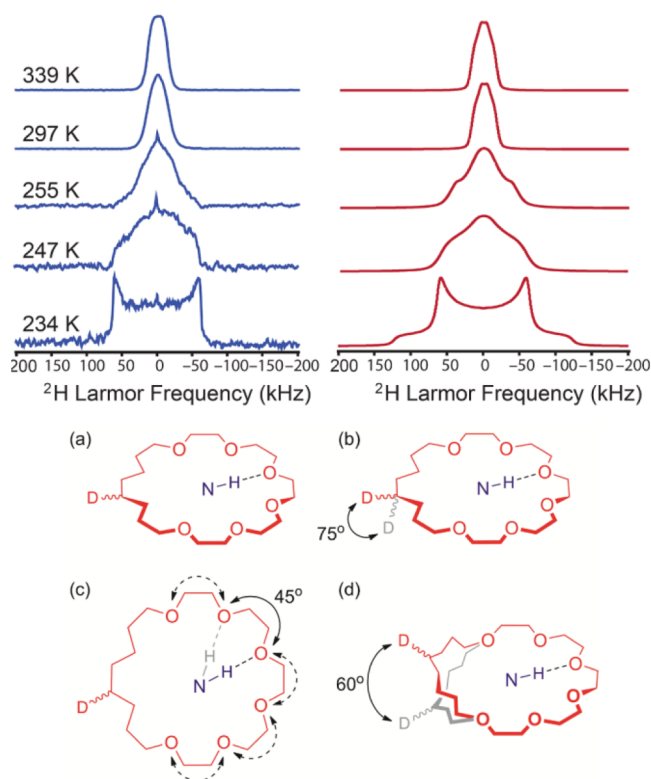 339 K
297 K
255 K
247 K
234 K
200 150 100 50 0 -50 -100 -150 -200
200 150 100 50 0 -50 -100 -150 -200
²H Larmor Frequency (kHz)
²H Larmor Frequency (kHz)
(a)
O O
D N-H O
O
O O
(b)
O O
D N-H O
D O
75°
O O
(c)
O O 45°
H
O
N H
D O
O O
(d)
D O O
60° N-H O
D O O O